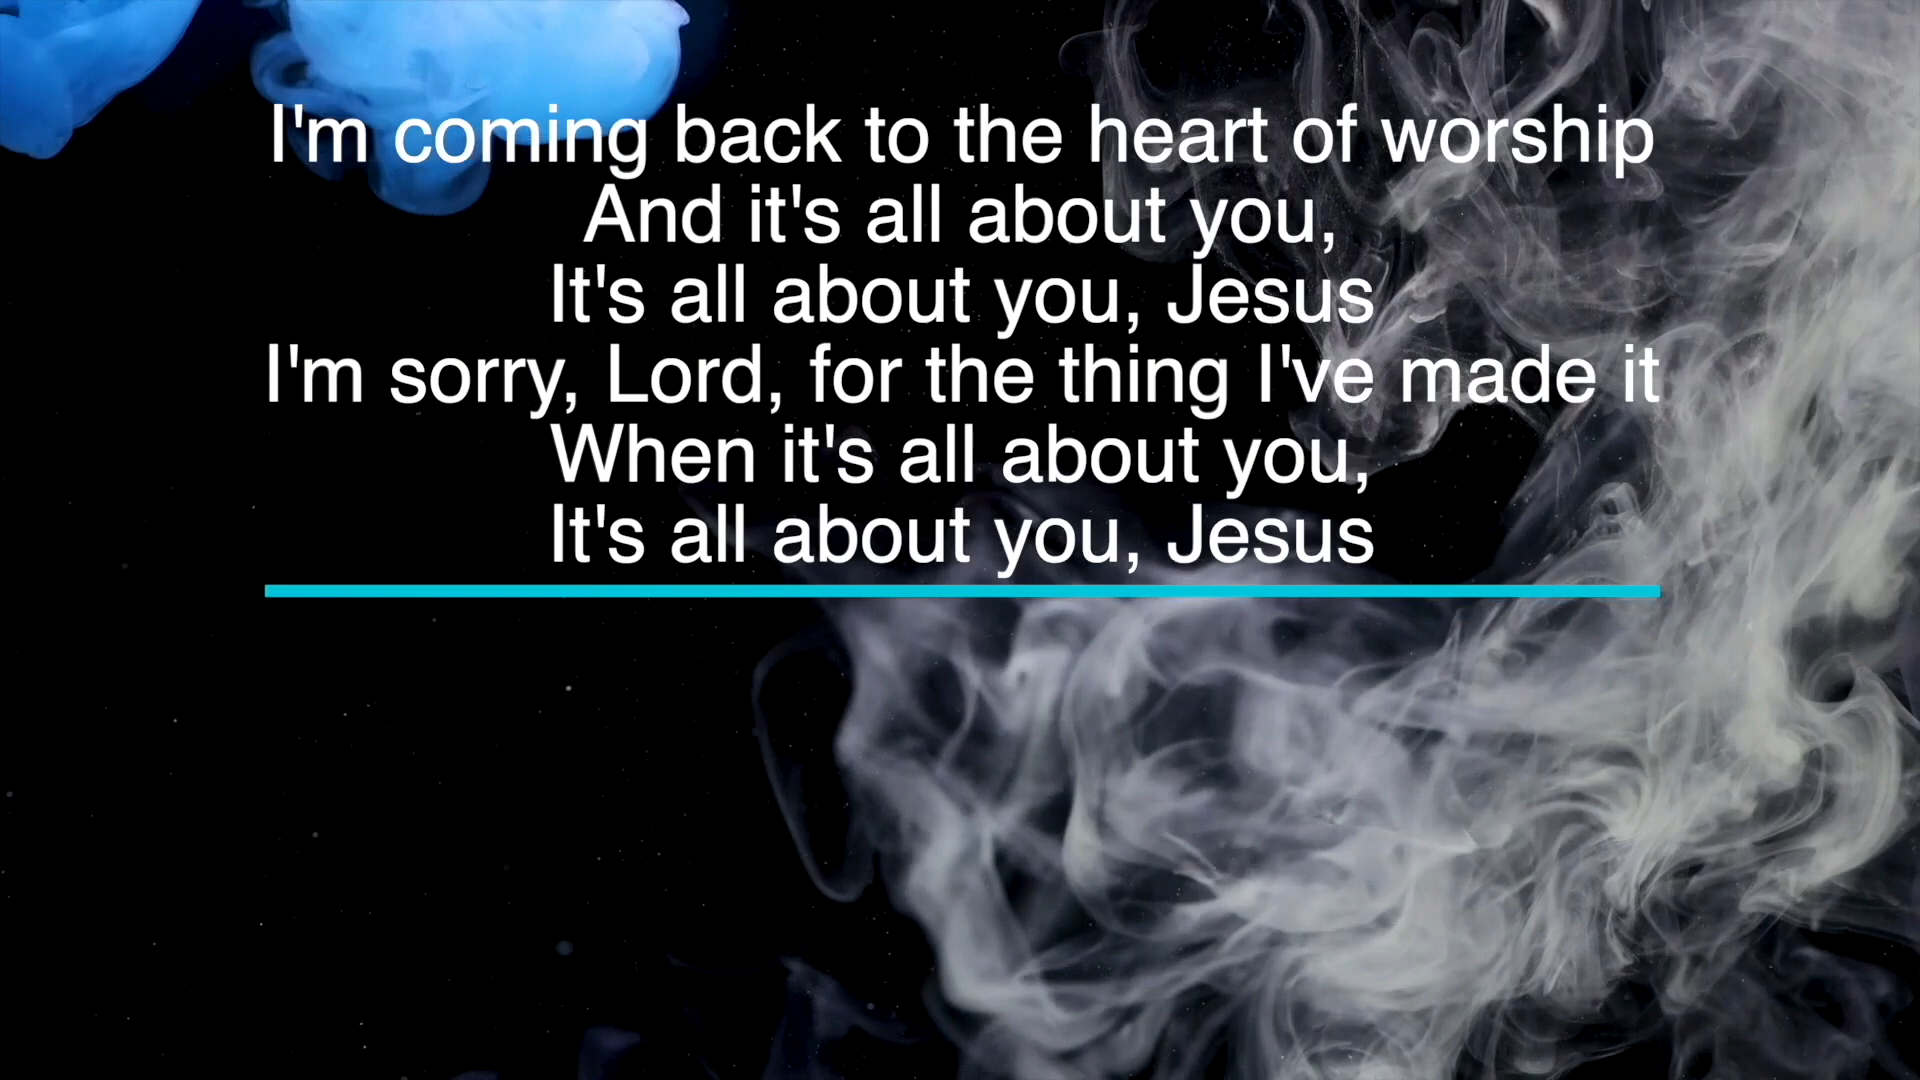 I'm coming back to the heart of worship
And it's all about you,
It's all about you, Jesus
I'm sorry, Lord, for the thing I've made it
When it's all about you,
It's all about you, Jesus